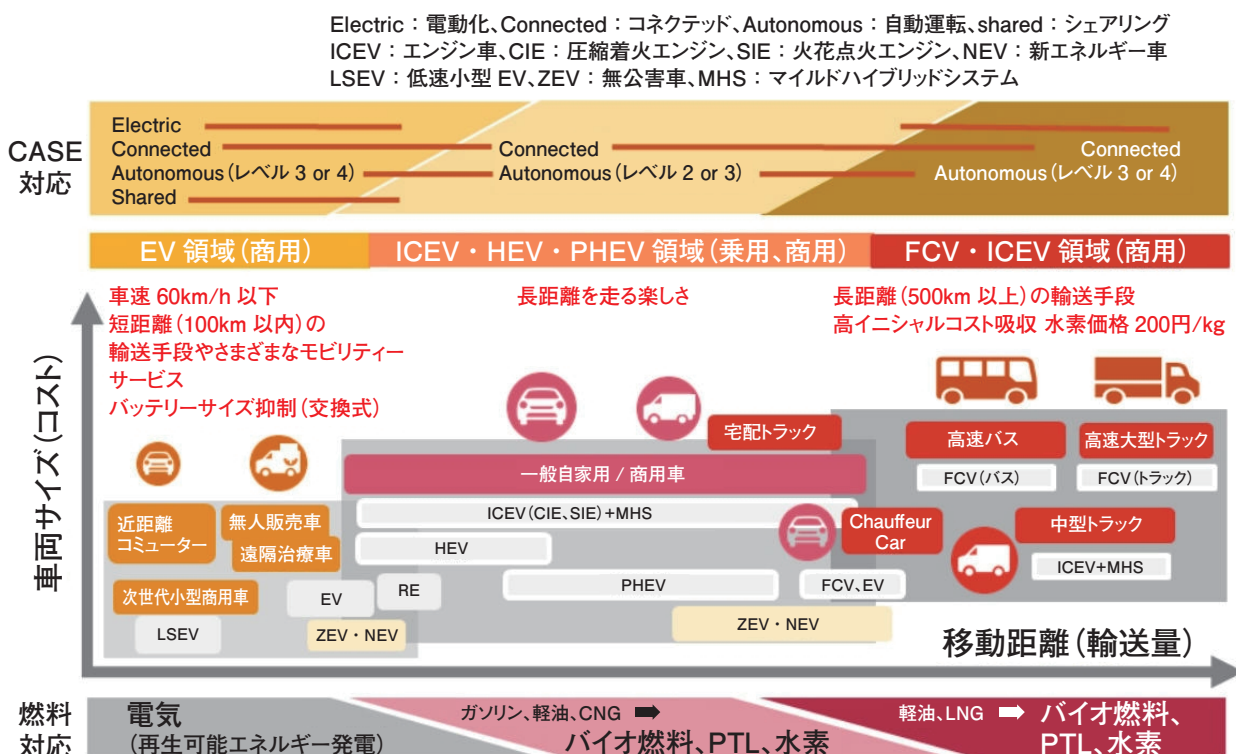 Electric：電動化、Connected：コネクテッド、Autonomous：自動運転、shared：シェアリング
ICEV：エンジン車、CIE：圧縮着火エンジン、SIE：火花点火エンジン、NEV：新エネルギー車
LSEV：低速小型 EV、ZEV：無公害車、MHS：マイルドハイブリッドシステム
CASE
対応
Electric
Connected
Autonomous（レベル 3 or 4）
Shared
Connected
Autonomous（レベル 2 or 3）
Connected
Autonomous（レベル 3 or 4）
EV 領域（商用）
ICEV・HEV・PHEV 領域（乗用、商用）
FCV・ICEV 領域（商用）
車両サイズ（コスト）
車速 60km/h 以下
短距離（100km 以内）の
輸送手段やさまざまなモビリティー
サービス
バッテリーサイズ抑制（交換式）
長距離を走る楽しさ
長距離（500km 以上）の輸送手段
高イニシャルコスト吸収 水素価格 200円/kg
宅配トラック
高速バス
高速大型トラック
一般自家用 / 商用車
FCV（バス）
FCV（トラック）
ICEV（CIE、SIE）+MHS
近距離
コミューター
無人販売車
遠隔治療車
HEV
Chauffeur
Car
中型トラック
ICEV+MHS
次世代小型商用車
EV
RE
PHEV
FCV、EV
LSEV
ZEV・NEV
ZEV・NEV
移動距離（輸送量）
燃料
対応
電気
（再生可能エネルギー発電）
ガソリン、軽油、CNG ➡
バイオ燃料、PTL、水素
軽油、LNG ➡ バイオ燃料、
PTL、水素